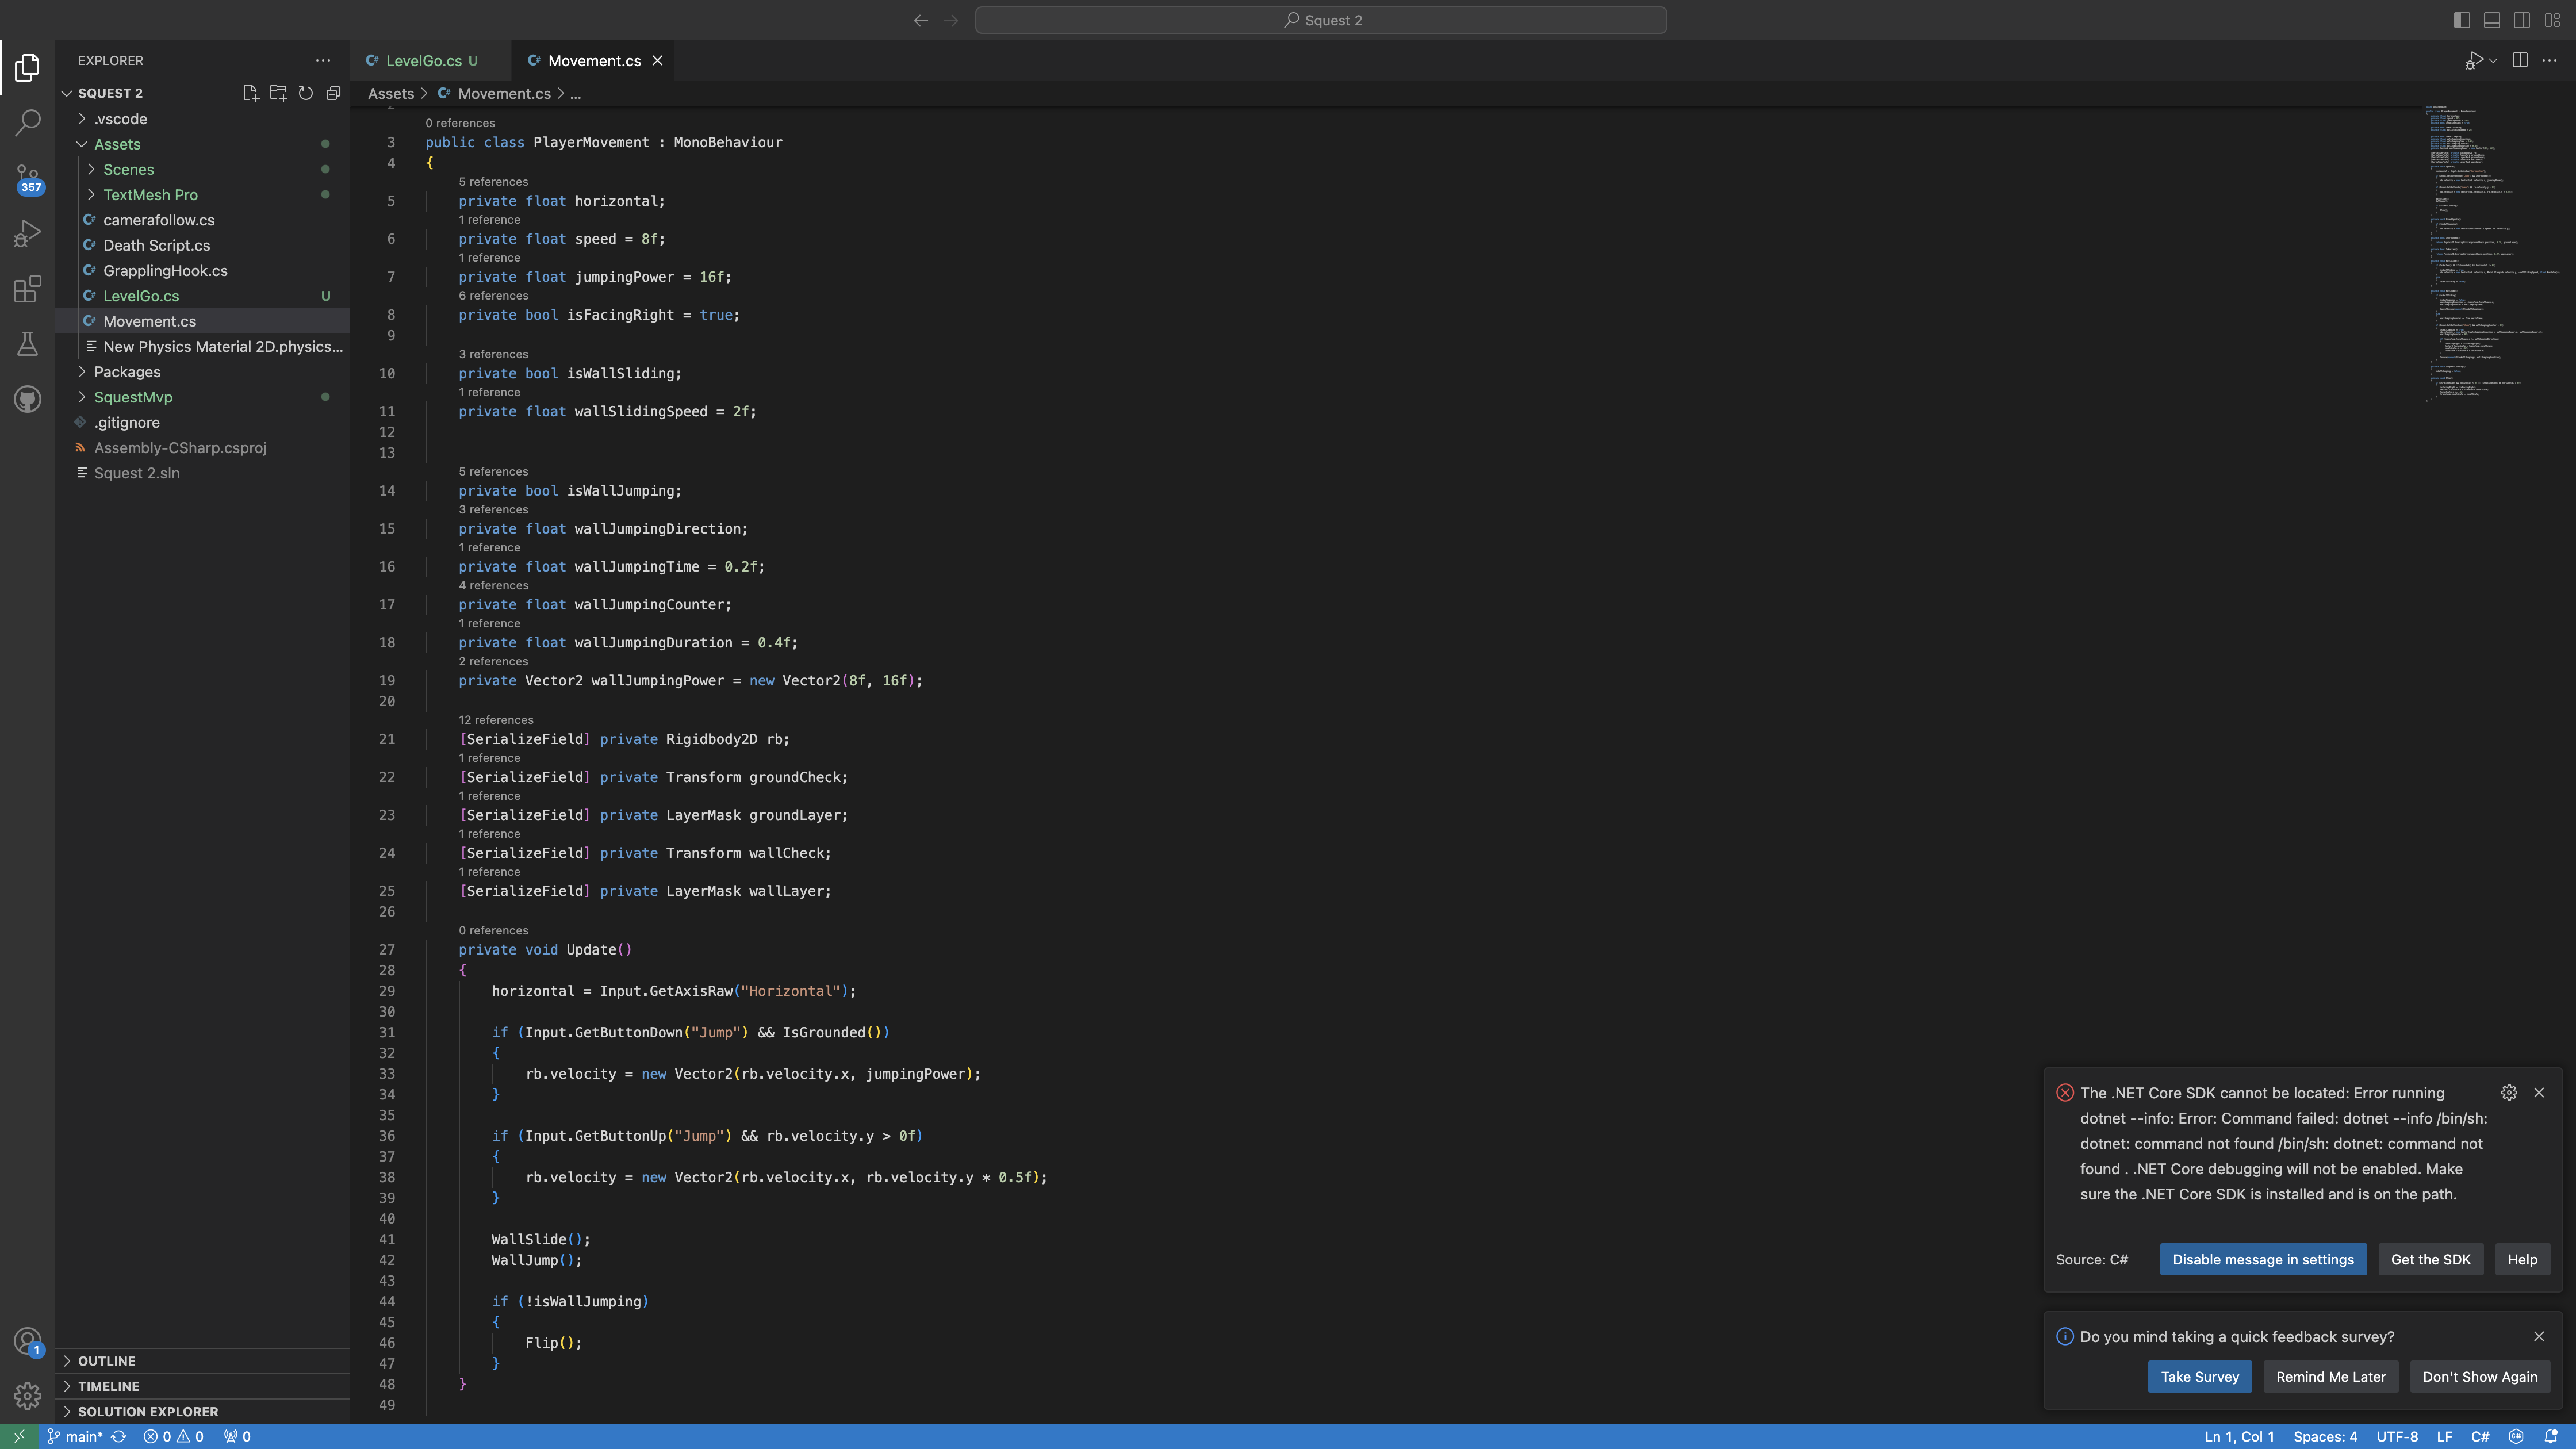 Squest 2
EXPLORER
LevelGo.cs U
Movement.cs
SQUEST 2
Assets > Movement.cs > ...
.vscode
Assets
Scenes
TextMesh Pro
camerafollow.cs
Death Script.cs
GrapplingHook.cs
LevelGo.cs U
Movement.cs
New Physics Material 2D.physics...
Packages
SquestMvp
.gitignore
Assembly-CSharp.csproj
Squest 2.sln
357
1
OUTLINE
TIMELINE
SOLUTION EXPLORER
2
0 references
3 public class PlayerMovement : MonoBehaviour
4 {
5 references
5 private float horizontal;
1 reference
6 private float speed = 8f;
1 reference
7 private float jumpingPower = 16f;
6 references
8 private bool isFacingRight = true;
9
3 references
10 private bool isWallSliding;
1 reference
11 private float wallSlidingSpeed = 2f;
12
13
5 references
14 private bool isWallJumping;
3 references
15 private float wallJumpingDirection;
1 reference
16 private float wallJumpingTime = 0.2f;
4 references
17 private float wallJumpingCounter;
1 reference
18 private float wallJumpingDuration = 0.4f;
2 references
19 private Vector2 wallJumpingPower = new Vector2(8f, 16f);
20
12 references
21 [SerializeField] private Rigidbody2D rb;
1 reference
22 [SerializeField] private Transform groundCheck;
1 reference
23 [SerializeField] private LayerMask groundLayer;
1 reference
24 [SerializeField] private Transform wallCheck;
1 reference
25 [SerializeField] private LayerMask wallLayer;
26
0 references
27 private void Update()
28 {
29 horizontal = Input.GetAxisRaw("Horizontal");
30
31 if (Input.GetButtonDown("Jump") && IsGrounded())
32 {
33 rb.velocity = new Vector2(rb.velocity.x, jumpingPower);
34 }
35
36 if (Input.GetButtonUp("Jump") && rb.velocity.y > 0f)
37 {
38 rb.velocity = new Vector2(rb.velocity.x, rb.velocity.y * 0.5f);
39 }
40
41 WallSlide();
42 WallJump();
43
44 if (!isWallJumping)
45 {
46 Flip();
47 }
48 }
49
The .NET Core SDK cannot be located: Error running
dotnet --info: Error: Command failed: dotnet --info /bin/sh:
dotnet: command not found /bin/sh: dotnet: command not
found . .NET Core debugging will not be enabled. Make
sure the .NET Core SDK is installed and is on the path.
Source: C# Disable message in settings Get the SDK Help
Do you mind taking a quick feedback survey?
Take Survey Remind Me Later Don't Show Again
main* 0 0 0 Ln 1, Col 1 Spaces: 4 UTF-8 LF C#